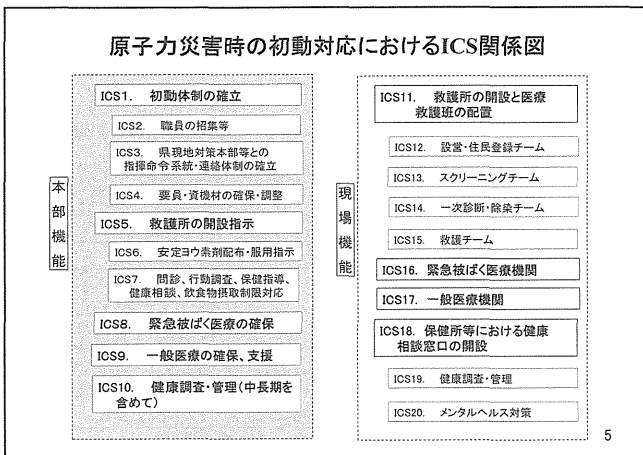 原子力災害時の初動対応におけるICS関係図
本部機能
ICS1. 初動体制の確立
ICS2. 職員の招集等
ICS3. 県現地対策本部等との
指揮命令系統・連絡体制の確立
ICS4. 要員・資機材の確保・調整
ICS5. 救護所の開設指示
ICS6. 安定ヨウ素剤配布・服用指示
ICS7. 問診、行動調査、保健指導、
健康相談、飲食物摂取制限対応
ICS8. 緊急被ばく医療の確保
ICS9. 一般医療の確保、支援
ICS10. 健康調査・管理(中長期を
含めて)
現場機能
ICS11. 救護所の開設と医療
救護班の配置
ICS12. 設営・住民登録チーム
ICS13. スクリーニングチーム
ICS14. 一次診断・除染チーム
ICS15. 救護チーム
ICS16. 緊急被ばく医療機関
ICS17. 一般医療機関
ICS18. 保健所等における健康
相談窓口の開設
ICS19. 健康調査・管理
ICS20. メンタルヘルス対策
5